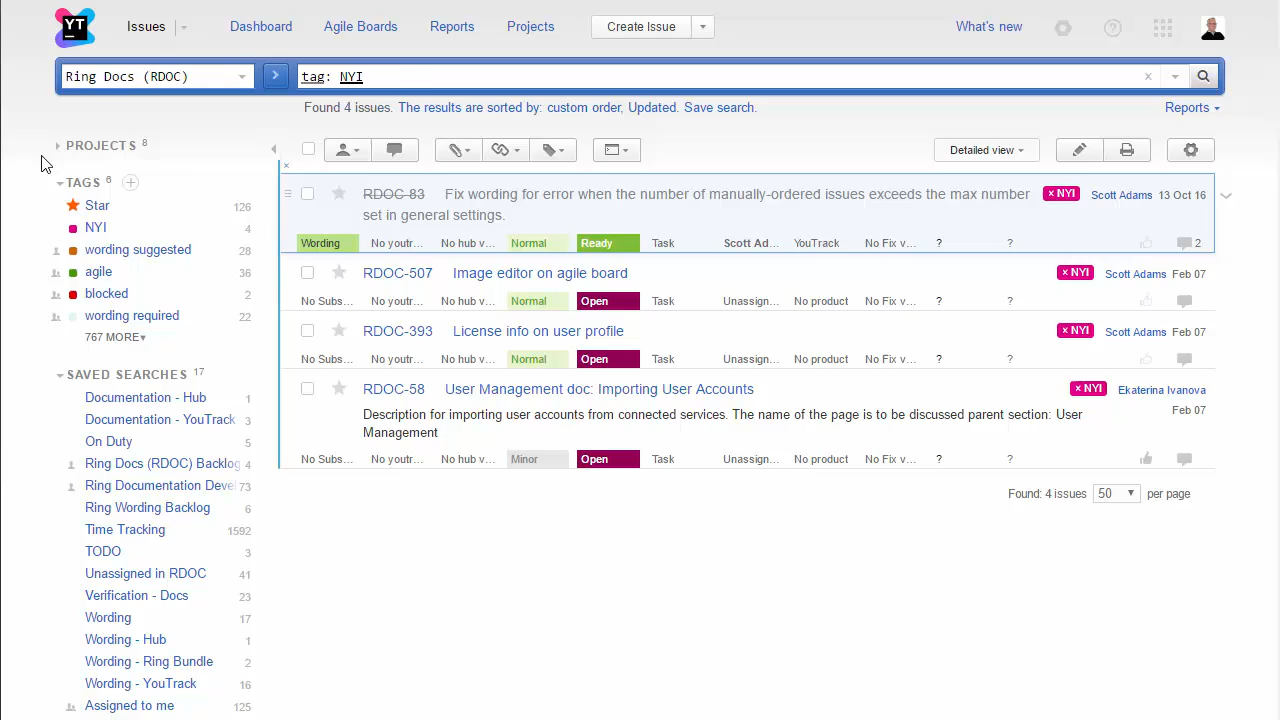 YT
Issues
Dashboard
Agile Boards
Reports
Projects
Create Issue
What's new
Ring Docs (RDOC)
tag: NYI
Found 4 issues. The results are sorted by: custom order, Updated. Save search.
Reports
PROJECTS 8
Detailed view
TAGS 6
Star 126
NYI 4
wording suggested 28
agile 36
blocked 2
wording required 22
767 MORE
SAVED SEARCHES 17
Documentation - Hub 1
Documentation - YouTrack 3
On Duty 5
Ring Docs (RDOC) Backlog 4
Ring Documentation Deve 73
Ring Wording Backlog 6
Time Tracking 1592
TODO 3
Unassigned in RDOC 41
Verification - Docs 23
Wording 17
Wording - Hub 1
Wording - Ring Bundle 2
Wording - YouTrack 16
Assigned to me 125
RDOC-83 Fix wording for error when the number of manually-ordered issues exceeds the max number × NYI Scott Adams 13 Oct 16
set in general settings.
Wording No youtr... No hub v... Normal Ready Task Scott Ad... YouTrack No Fix v... ? ? 2
RDOC-507 Image editor on agile board × NYI Scott Adams Feb 07
No Subs... No youtr... No hub v... Normal Open Task Unassign... No product No Fix v... ? ?
RDOC-393 License info on user profile × NYI Scott Adams Feb 07
No Subs... No youtr... No hub v... Normal Open Task Unassign... No product No Fix v... ? ?
RDOC-58 User Management doc: Importing User Accounts × NYI Ekaterina Ivanova
Description for importing user accounts from connected services. The name of the page is to be discussed parent section: User Feb 07
Management
No Subs... No youtr... No hub v... Minor Open Task Unassign... No product No Fix v... ? ?
Found: 4 issues 50 per page